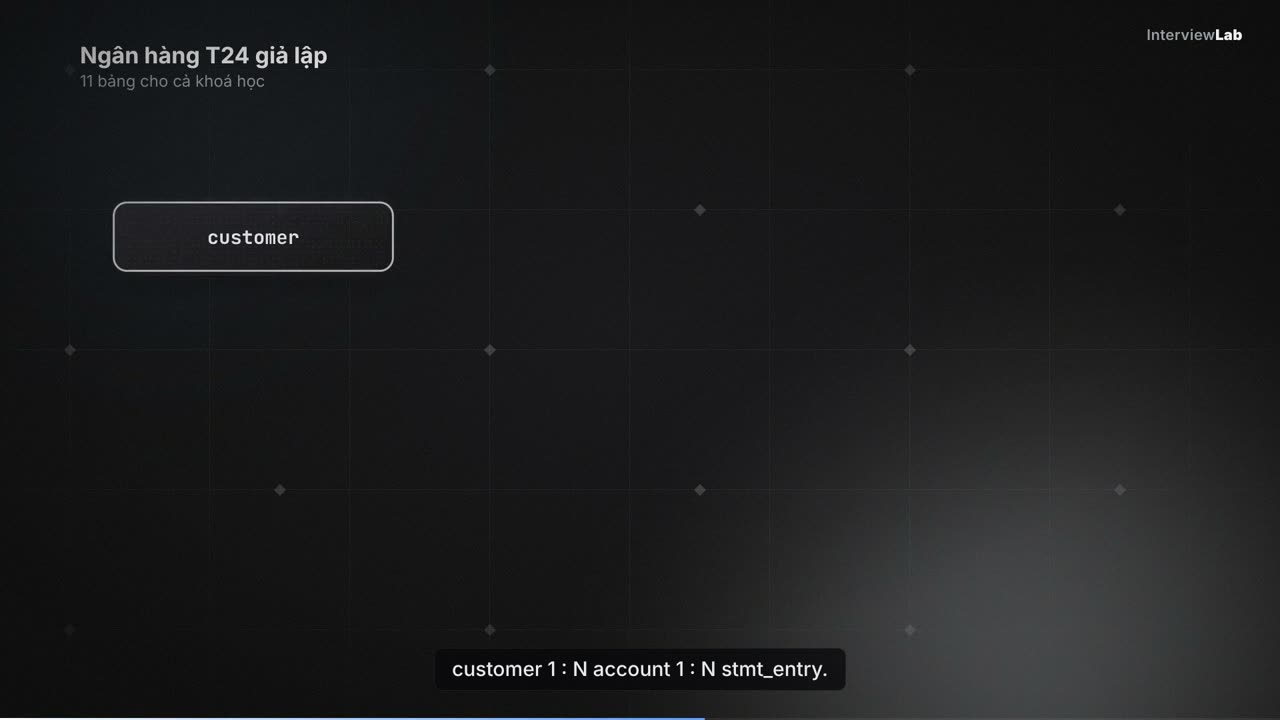 Ngân hàng T24 giả lập
11 bảng cho cả khoá học
InterviewLab
customer
customer 1 : N account 1 : N stmt_entry.